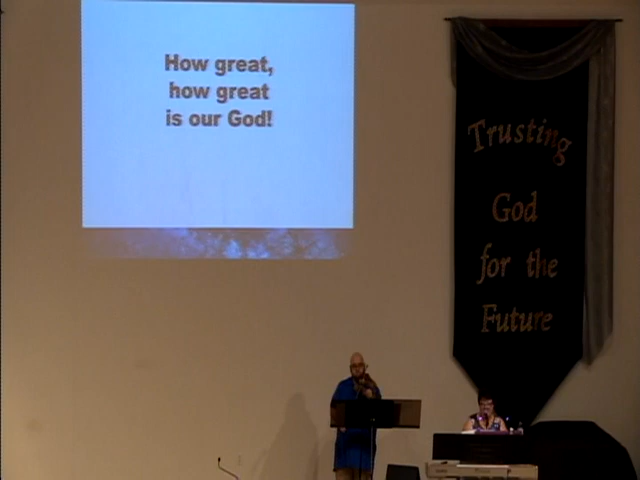 How great,
how great
is our God!
Trusting
God
for the
Future